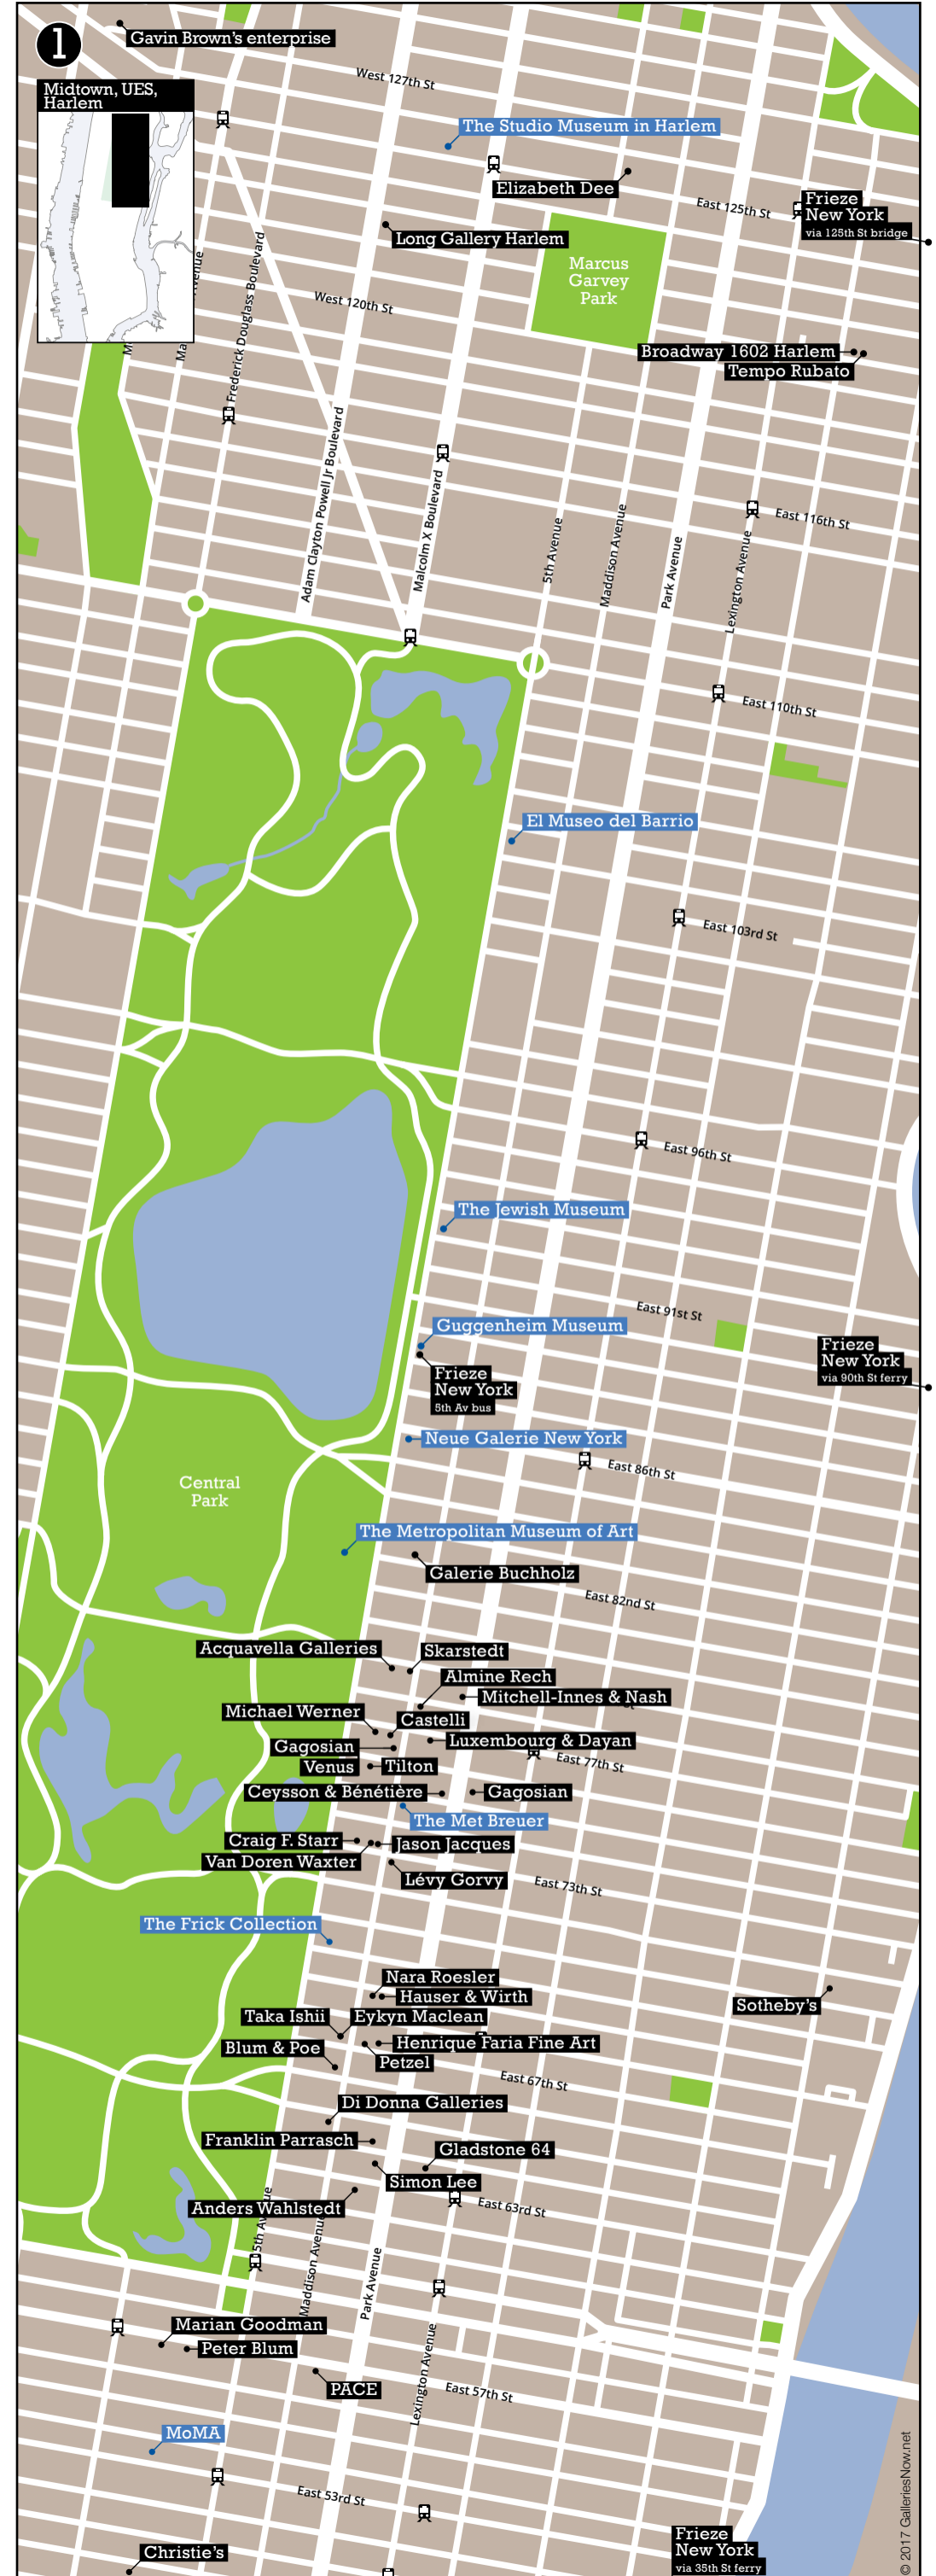 1
Gavin Brown's enterprise
Midtown, UES,
Harlem
West 127th St
The Studio Museum in Harlem
Elizabeth Dee
East 125th St
Frieze
New York
via 125th St bridge
Long Gallery Harlem
Marcus
Garvey
Park
West 120th St
Frederick Douglass Boulevard
Broadway 1602 Harlem
Tempo Rubato
Adam Clayton Powell Jr Boulevard
Malcolm X Boulevard
5th Avenue
Maddison Avenue
Park Avenue
Lexington Avenue
East 116th St
East 110th St
El Museo del Barrio
East 103rd St
East 96th St
The Jewish Museum
East 91st St
Guggenheim Museum
Frieze
New York
5th Av bus
Frieze
New York
via 90th St ferry
Neue Galerie New York
East 86th St
Central
Park
The Metropolitan Museum of Art
Galerie Buchholz
East 82nd St
Acquavella Galleries
Skarstedt
Almine Rech
Mitchell-Innes & Nash
Michael Werner
Castelli
Gagosian
Luxembourg & Dayan
Venus
Tilton
East 77th St
Ceysson & Bénétière
Gagosian
The Met Breuer
Craig F. Starr
Jason Jacques
Van Doren Waxter
Lévy Gorvy
East 73th St
The Frick Collection
Nara Roesler
Hauser & Wirth
Sotheby's
Taka Ishii
Eykyn Maclean
Blum & Poe
Henrique Faria Fine Art
Petzel
East 67th St
Di Donna Galleries
Franklin Parrasch
Gladstone 64
Simon Lee
Anders Wahlstedt
East 63rd St
5th Avenue
Maddison Avenue
Park Avenue
Marian Goodman
Peter Blum
Lexington Avenue
PACE
East 57th St
MoMA
East 53rd St
Christie's
Frieze
New York
via 35th St ferry
© 2017 GalleriesNow.net